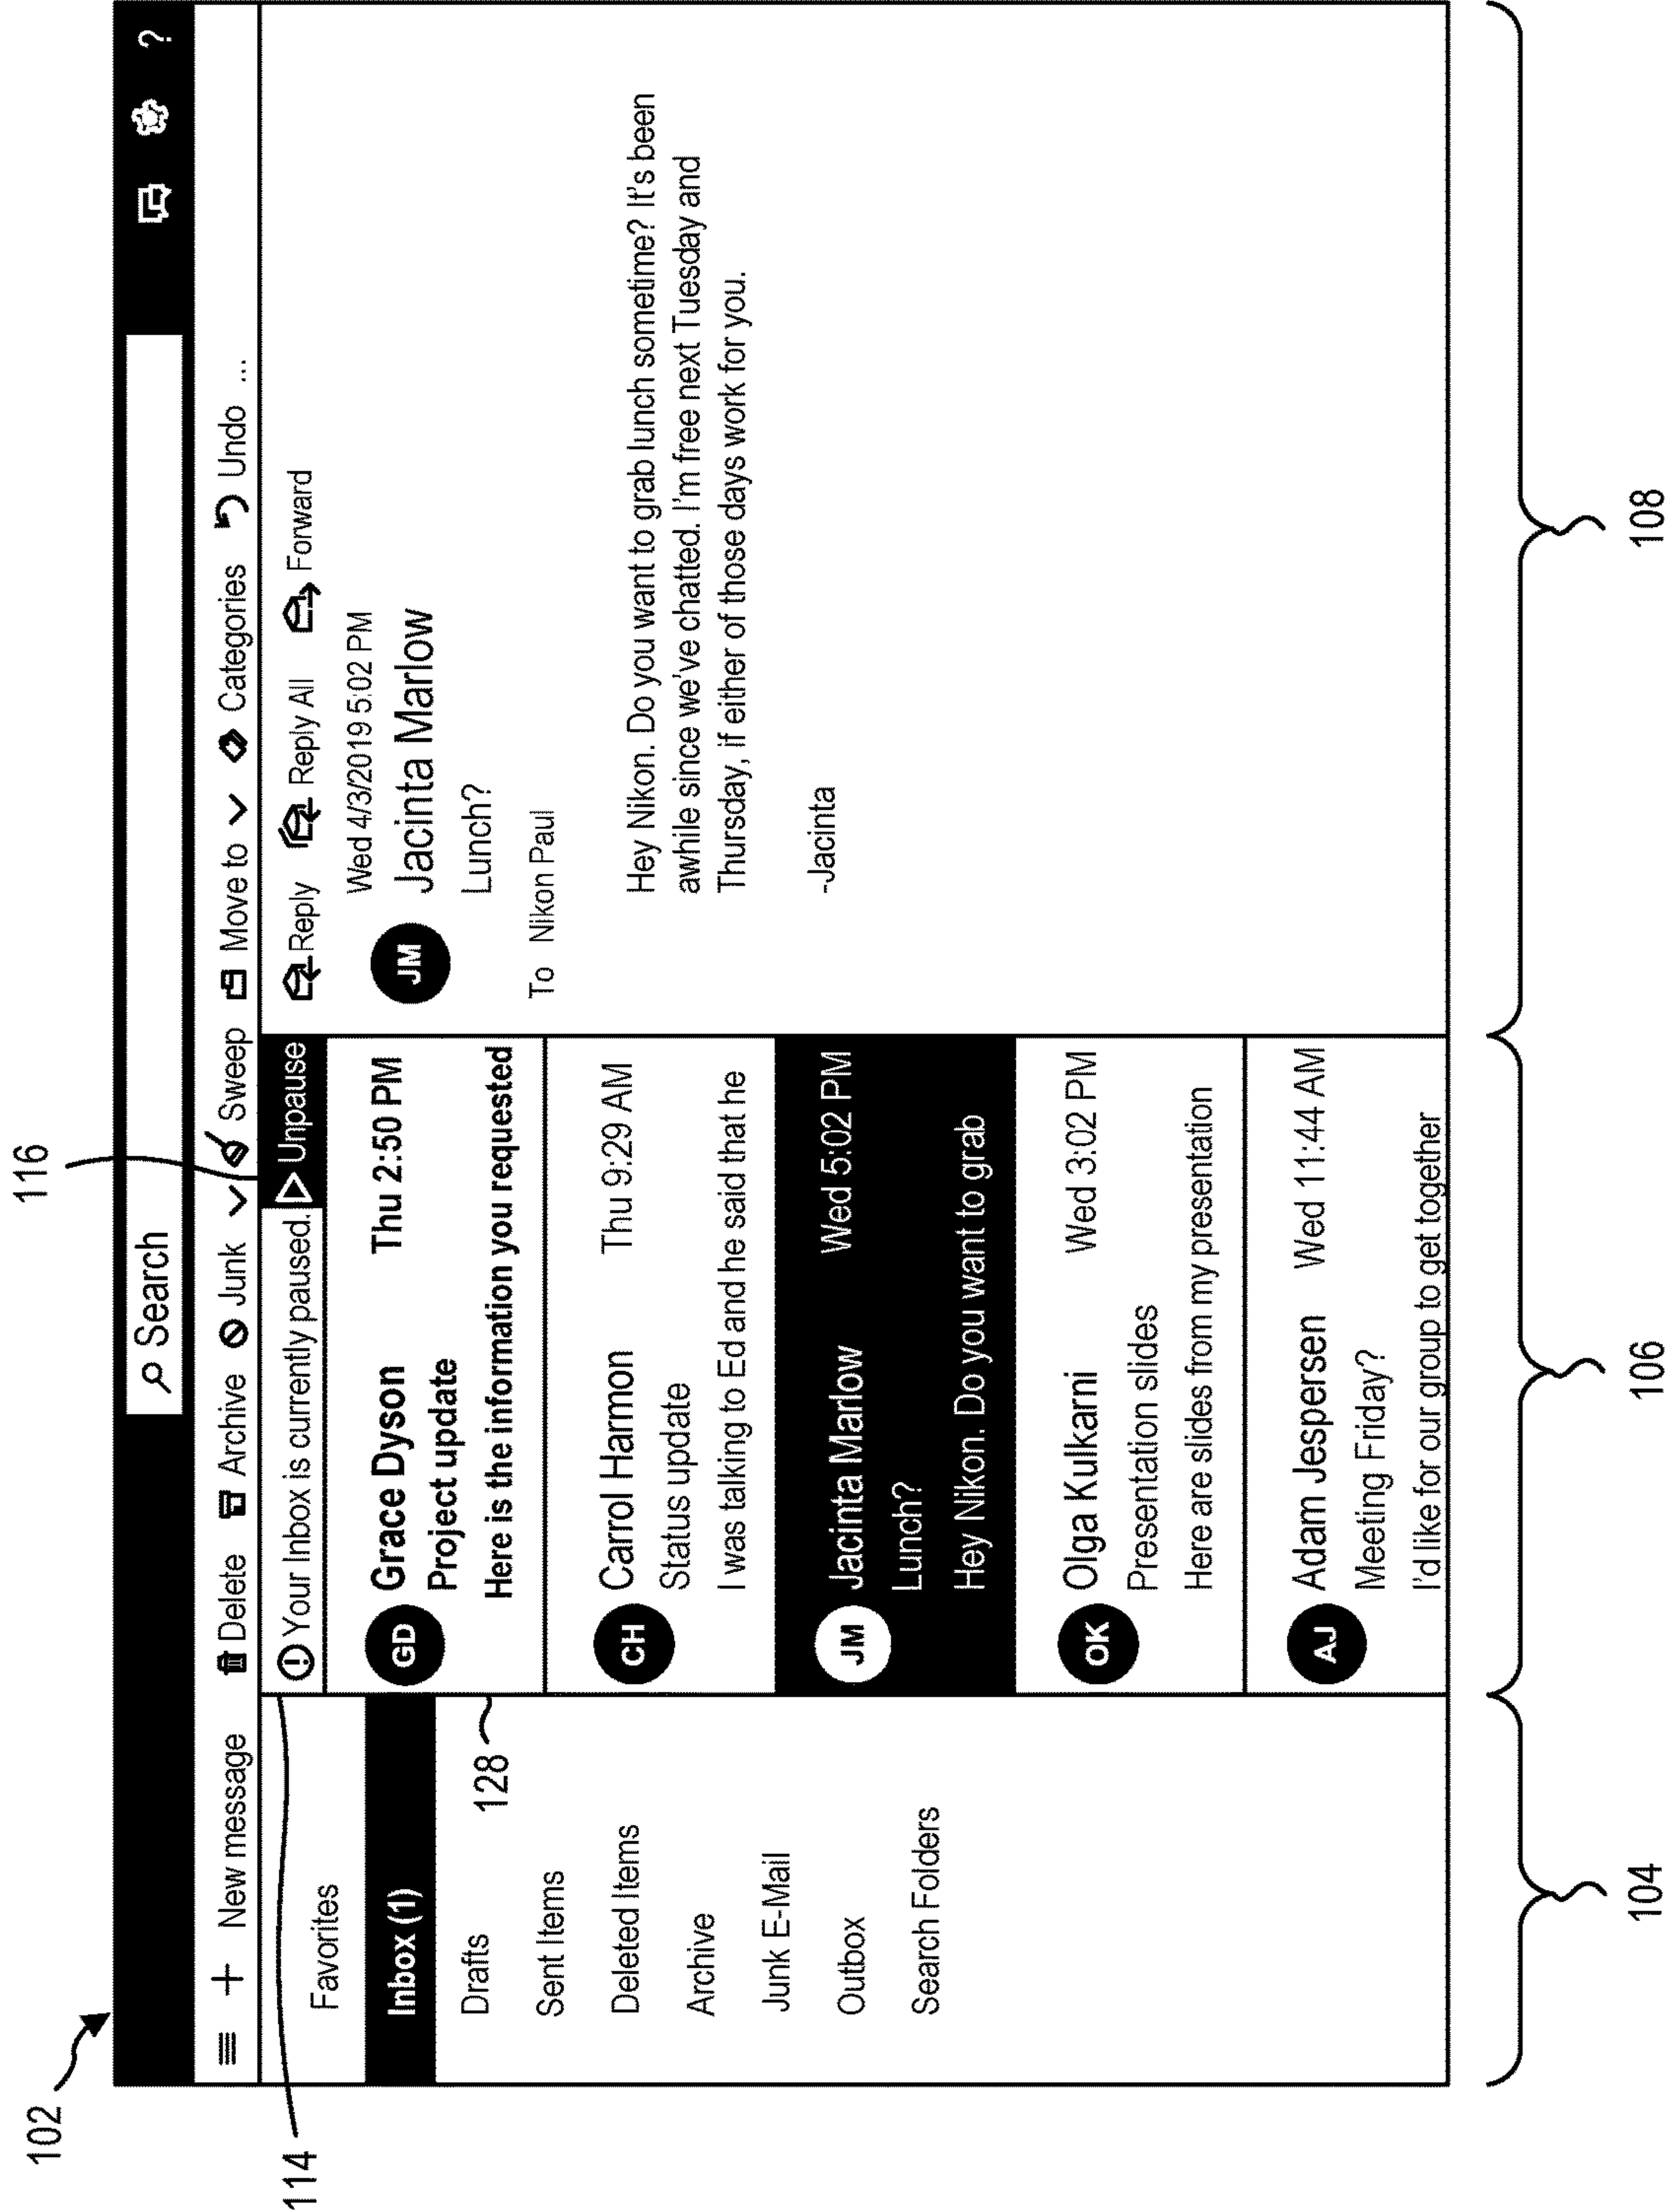 102
116
Search
?
New message Delete Archive Junk Sweep Move to Categories Undo ...
114
Favorites
Inbox (1)
Drafts
Sent Items
Deleted Items
Archive
Junk E-Mail
Outbox
Search Folders
128
Your Inbox is currently paused. Unpause
GD Grace Dyson Thu 2:50 PM
Project update
Here is the information you requested
CH Carrol Harmon Thu 9:29 AM
Status update
I was talking to Ed and he said that he
JM Jacinta Marlow Wed 5:02 PM
Lunch?
Hey Nikon. Do you want to grab
OK Olga Kulkarni Wed 3:02 PM
Presentation slides
Here are slides from my presentation
AJ Adam Jespersen Wed 11:44 AM
Meeting Friday?
I'd like for our group to get together
Reply Reply All Forward
Wed 4/3/2019 5:02 PM
JM Jacinta Marlow
Lunch?
To Nikon Paul
Hey Nikon. Do you want to grab lunch sometime? It's been
awhile since we've chatted. I'm free next Tuesday and
Thursday, if either of those days work for you.
-Jacinta
104
106
108